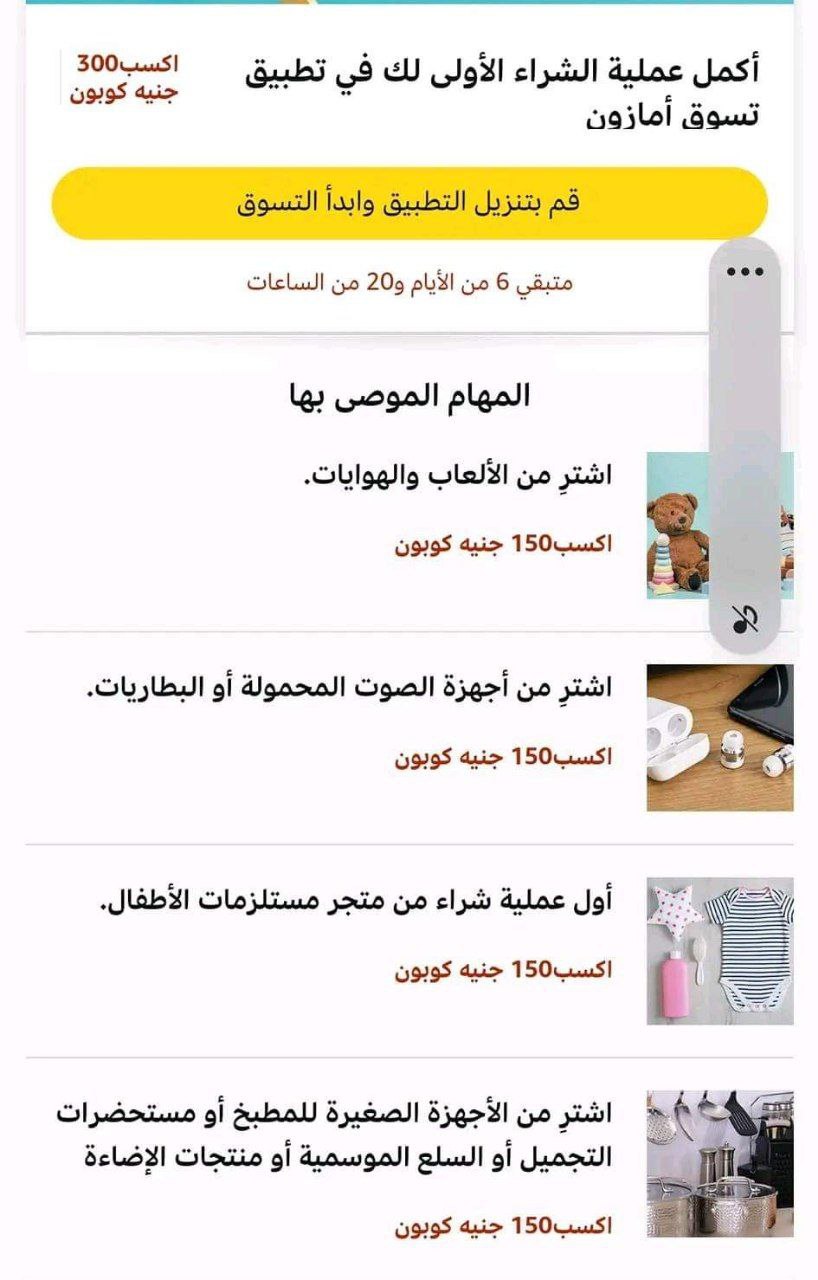 أكمل عملية الشراء الأولى لك في تطبيق
تسوق أمازون
اكسب300
جنيه كوبون
قم بتنزيل التطبيق وابدأ التسوق
متبقي 6 من الأيام و20 من الساعات
المهام الموصى بها
اشترِ من الألعاب والهوايات.
اكسب150 جنيه كوبون
اشترِ من أجهزة الصوت المحمولة أو البطاريات.
اكسب150 جنيه كوبون
أول عملية شراء من متجر مستلزمات الأطفال.
اكسب150 جنيه كوبون
اشترِ من الأجهزة الصغيرة للمطبخ أو مستحضرات
التجميل أو السلع الموسمية أو منتجات الإضاءة
اكسب150 جنيه كوبون